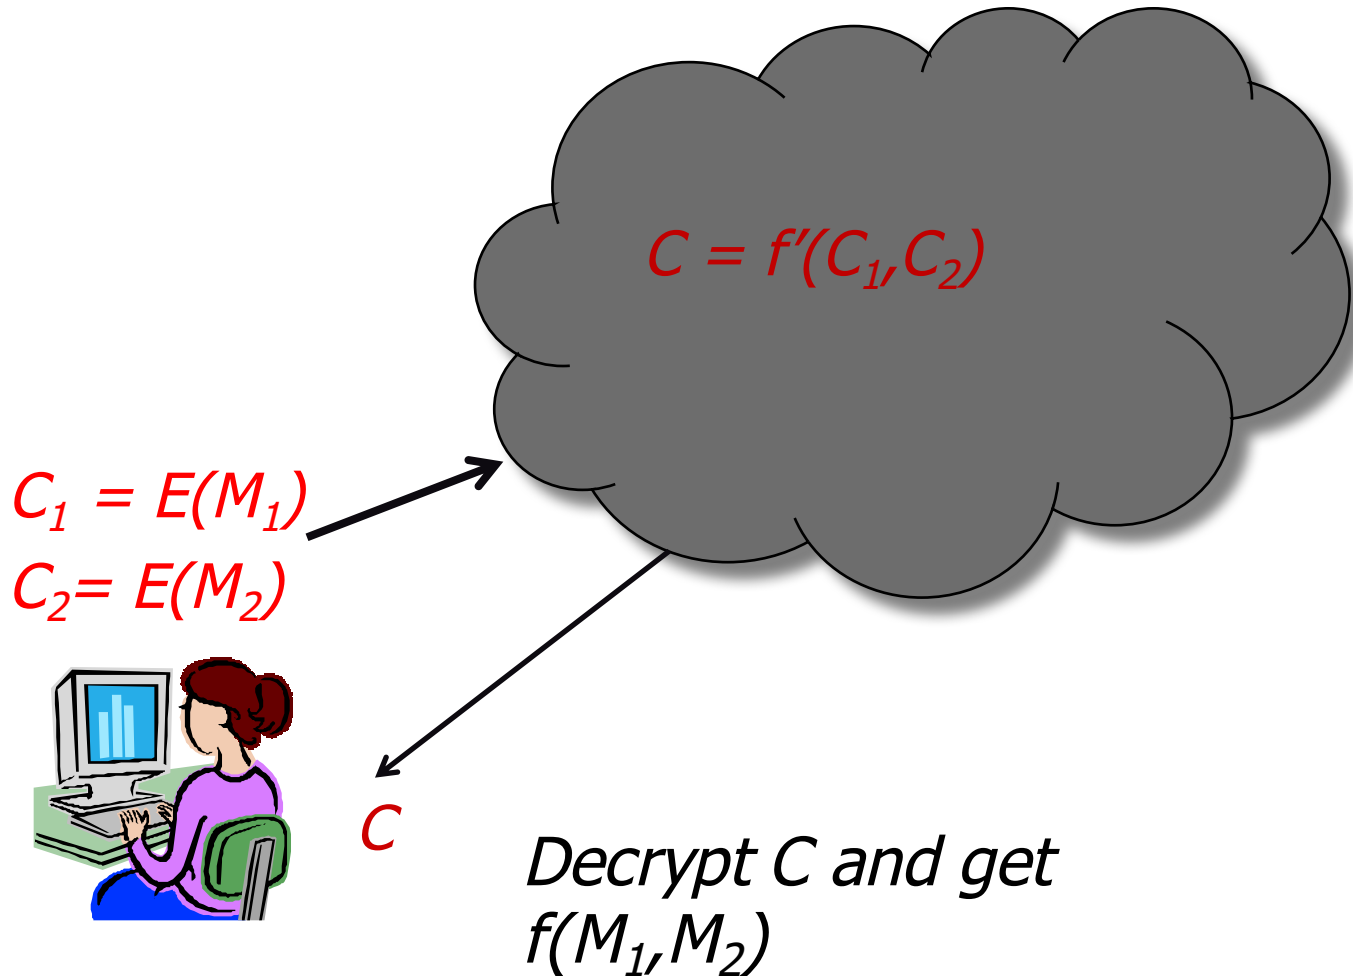 C = f'(C₁,C₂)
C₁ = E(M₁)
C₂= E(M₂)
C
Decrypt C and get
f(M₁,M₂)